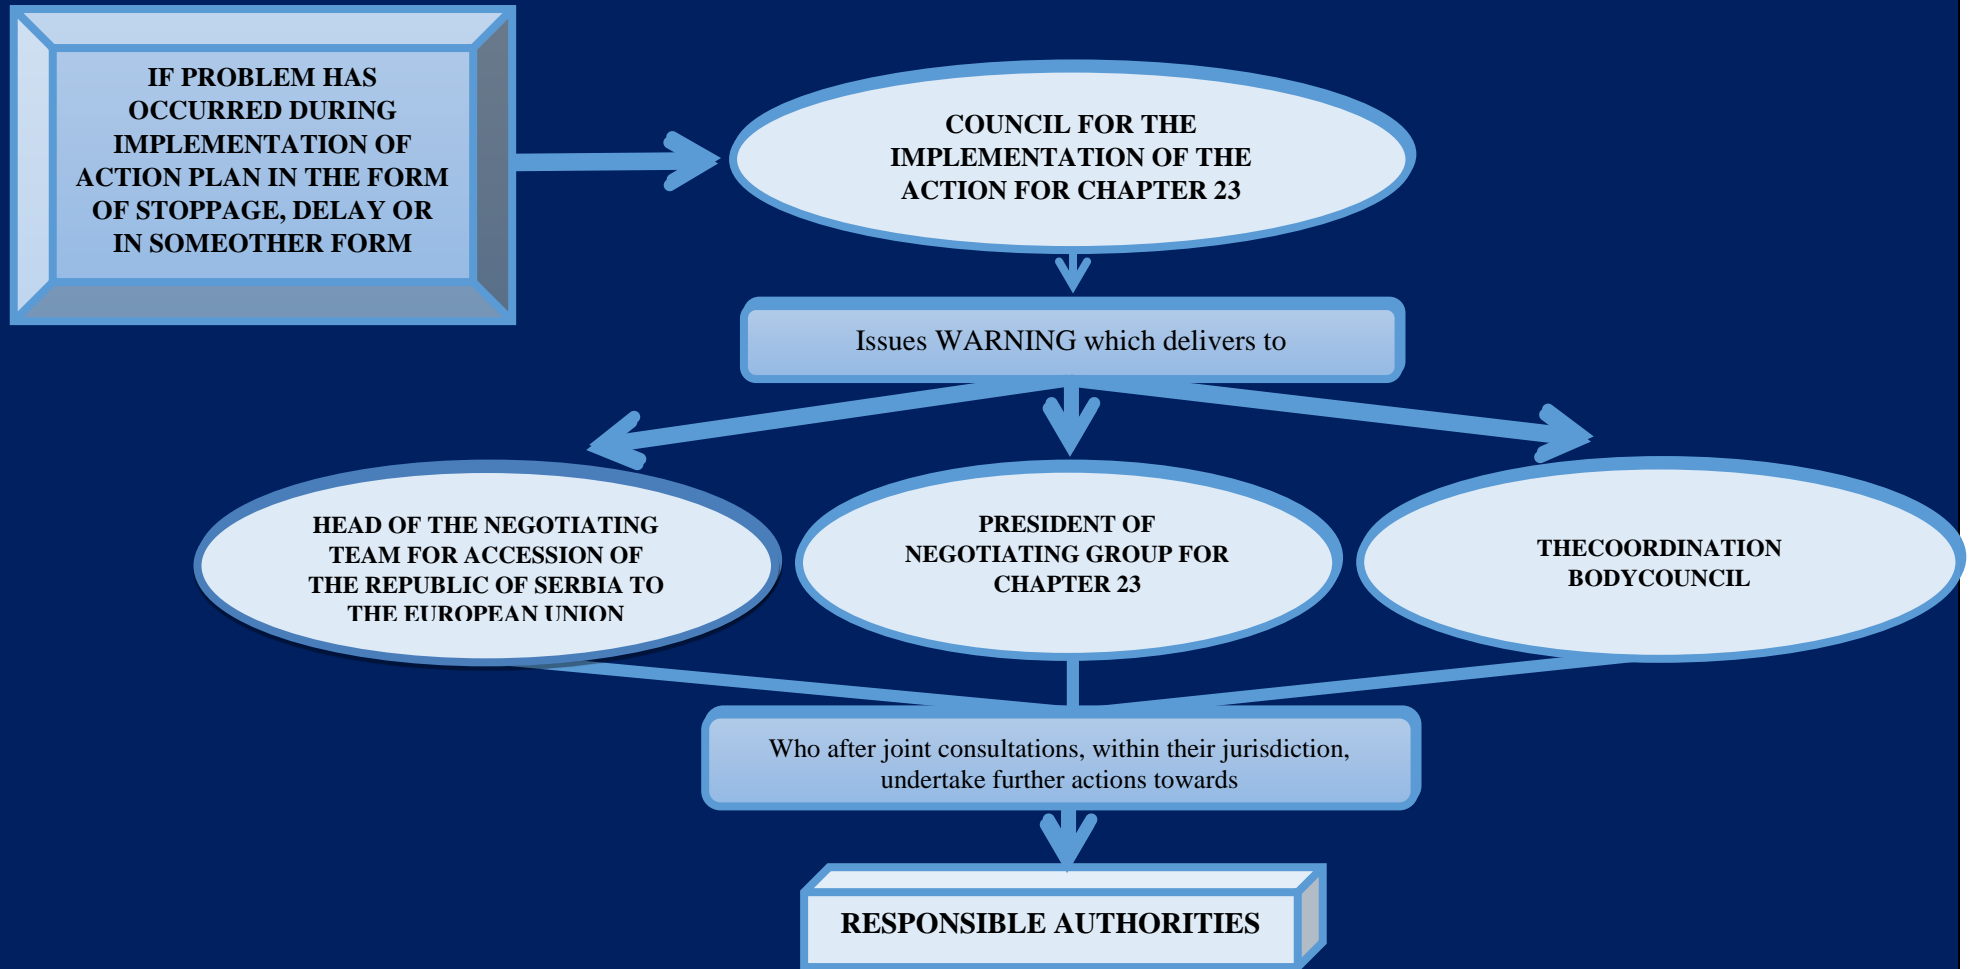 IF PROBLEM HAS
OCCURRED DURING
IMPLEMENTATION OF
ACTION PLAN IN THE FORM
OF STOPPAGE, DELAY OR
IN SOMEOTHER FORM
COUNCIL FOR THE
IMPLEMENTATION OF THE
ACTION FOR CHAPTER 23
Issues WARNING which delivers to
HEAD OF THE NEGOTIATING
TEAM FOR ACCESSION OF
THE REPUBLIC OF SERBIA TO
THE EUROPEAN UNION
PRESIDENT OF
NEGOTIATING GROUP FOR
CHAPTER 23
THECOORDINATION
BODYCOUNCIL
Who after joint consultations, within their jurisdiction,
undertake further actions towards
RESPONSIBLE AUTHORITIES